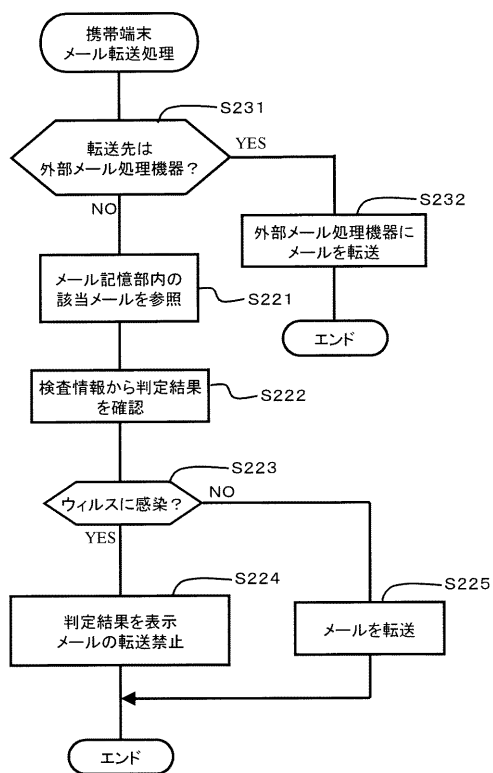 携帯端末
メール転送処理
S231
転送先は
外部メール処理機器？
YES
NO
S232
外部メール処理機器に
メールを転送
エンド
メール記憶部内の
該当メールを参照
S221
検査情報から判定結果
を確認
S222
S223
ウィルスに感染？
NO
YES
S224
判定結果を表示
メールの転送禁止
S225
メールを転送
エンド